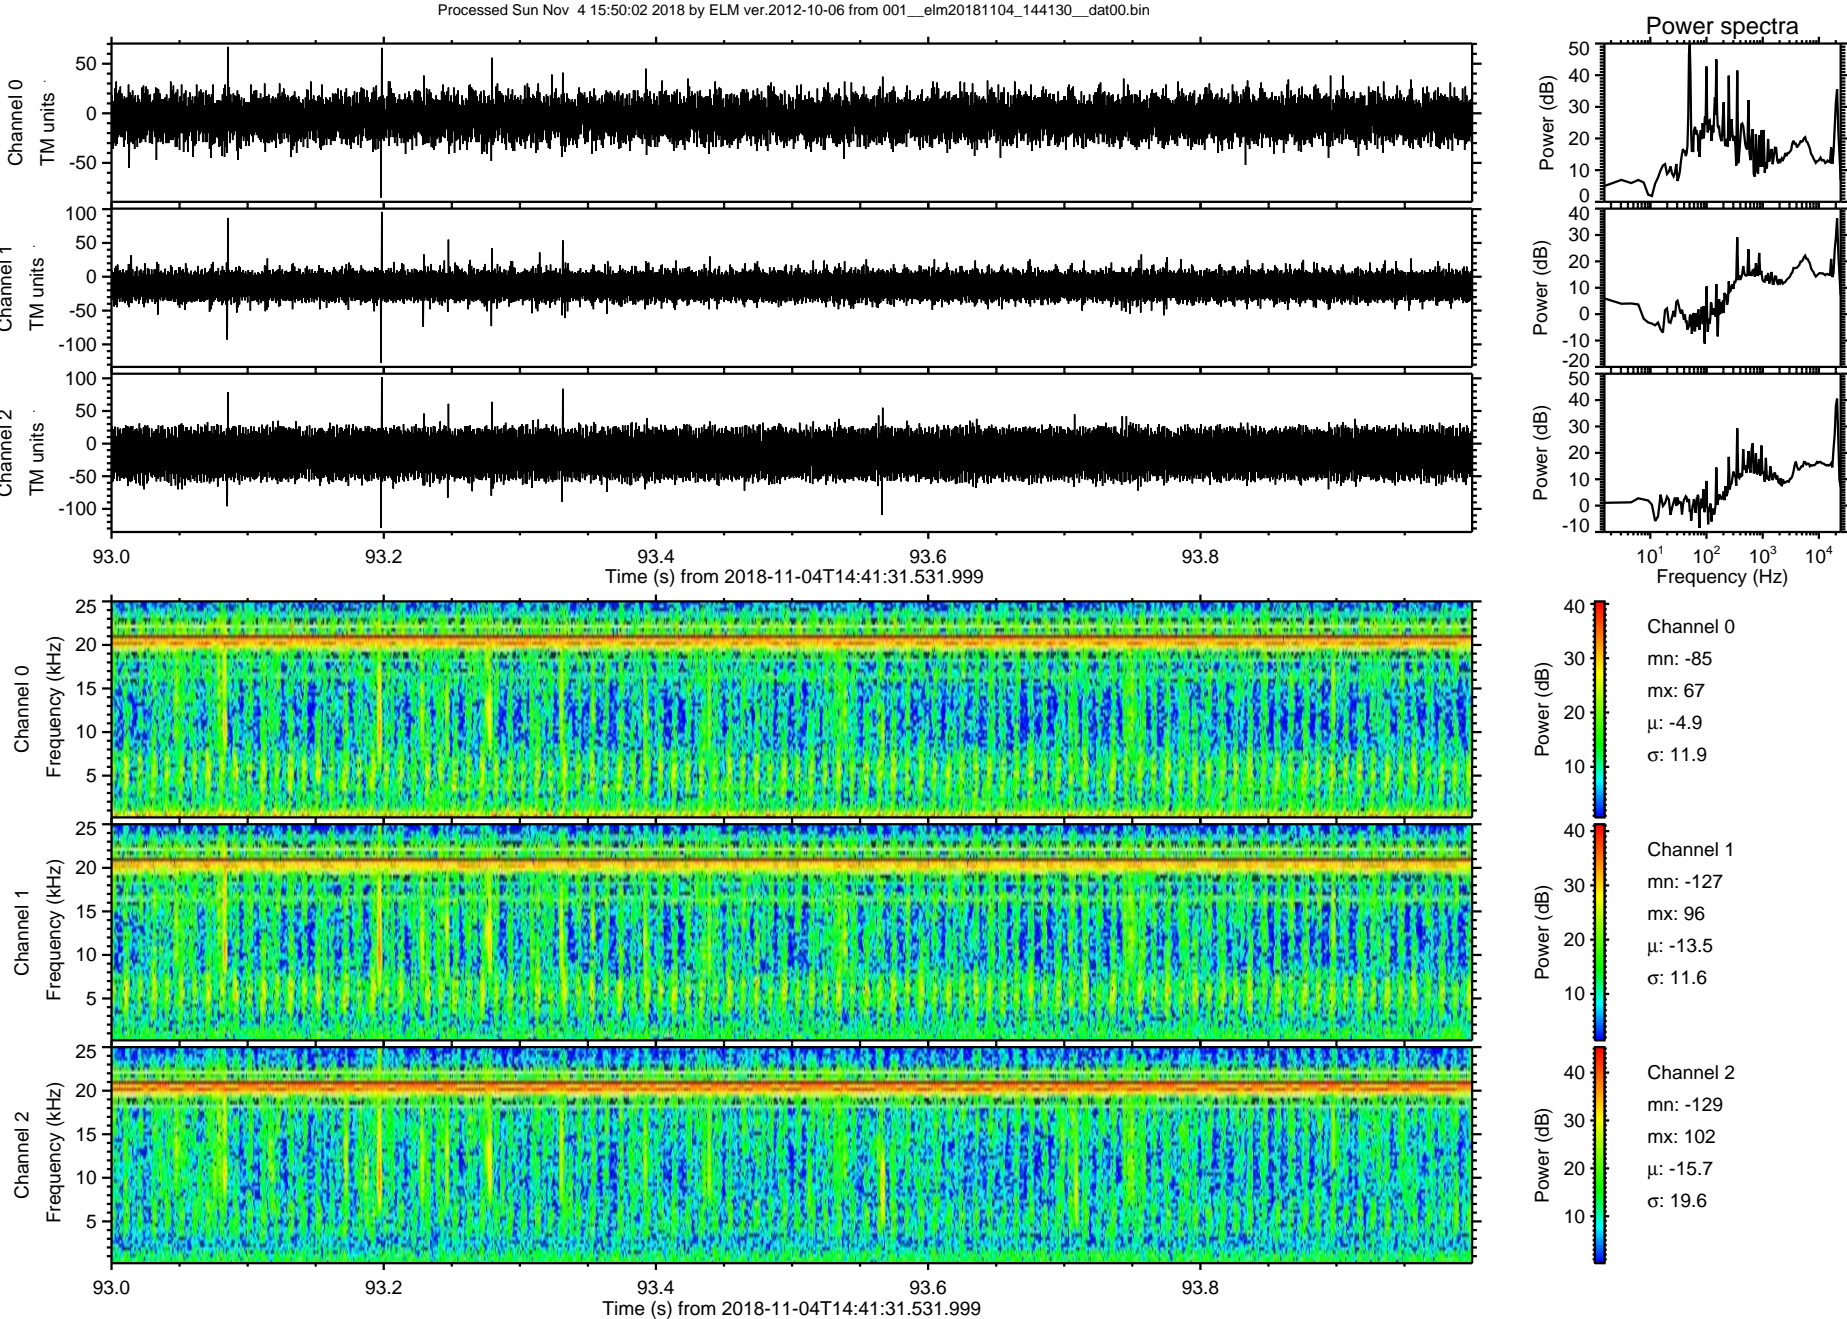 Processed Sun Nov  4 15:50:02 2018 by ELM ver.2012-10-06 from 001__elm20181104_144130__dat00.bin
Power spectra
Channel 0
TM units
50
0
-50
Power (dB)
50
40
30
20
10
0
Channel 1
TM units
100
50
0
-50
-100
Power (dB)
40
30
20
10
0
-10
-20
Channel 2
TM units
100
50
0
-50
-100
Power (dB)
50
40
30
20
10
0
-10
93.0 93.2 93.4 93.6 93.8
Time (s) from 2018-11-04T14:41:31.531.999
10^1 10^2 10^3 10^4
Frequency (Hz)
Channel 0
Frequency (kHz)
25
20
15
10
5
Power (dB)
40
30
20
10
Channel 0
mn: -85
mx: 67
μ: -4.9
σ: 11.9
Channel 1
Frequency (kHz)
25
20
15
10
5
Power (dB)
40
30
20
10
Channel 1
mn: -127
mx: 96
μ: -13.5
σ: 11.6
Channel 2
Frequency (kHz)
25
20
15
10
5
Power (dB)
40
30
20
10
Channel 2
mn: -129
mx: 102
μ: -15.7
σ: 19.6
93.0 93.2 93.4 93.6 93.8
Time (s) from 2018-11-04T14:41:31.531.999